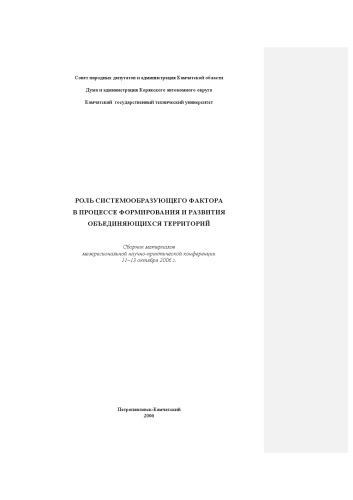 Совет народных депутатов и администрация Камчатской области
Дума и администрация Корякского автономного округа
Камчатский государственный технический университет
РОЛЬ СИСТЕМООБРАЗУЮЩЕГО ФАКТОРА
В ПРОЦЕССЕ ФОРМИРОВАНИЯ И РАЗВИТИЯ
ОБЪЕДИНЯЮЩИХСЯ ТЕРРИТОРИЙ
Сборник материалов
межрегиональной научно-практической конференции
11–13 октября 2006 г.
Петропавловск-Камчатский
2006